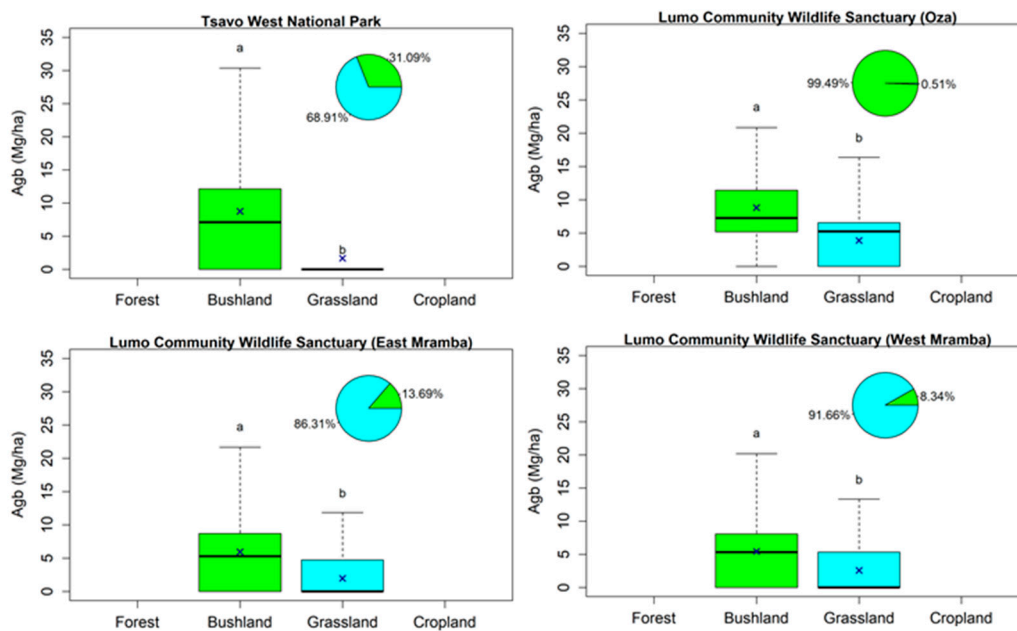 Tsavo West National Park
Agb (Mg/ha)
35
30
25
20
15
10
5
0
a
b
31.09%
68.91%
Forest Bushland Grassland Cropland
Lumo Community Wildlife Sanctuary (Oza)
Agb (Mg/ha)
35
30
25
20
15
10
5
0
a
b
99.49%
0.51%
Forest Bushland Grassland Cropland
Lumo Community Wildlife Sanctuary (East Mramba)
Agb (Mg/ha)
35
30
25
20
15
10
5
0
a
b
13.69%
86.31%
Forest Bushland Grassland Cropland
Lumo Community Wildlife Sanctuary (West Mramba)
Agb (Mg/ha)
35
30
25
20
15
10
5
0
a
b
8.34%
91.66%
Forest Bushland Grassland Cropland